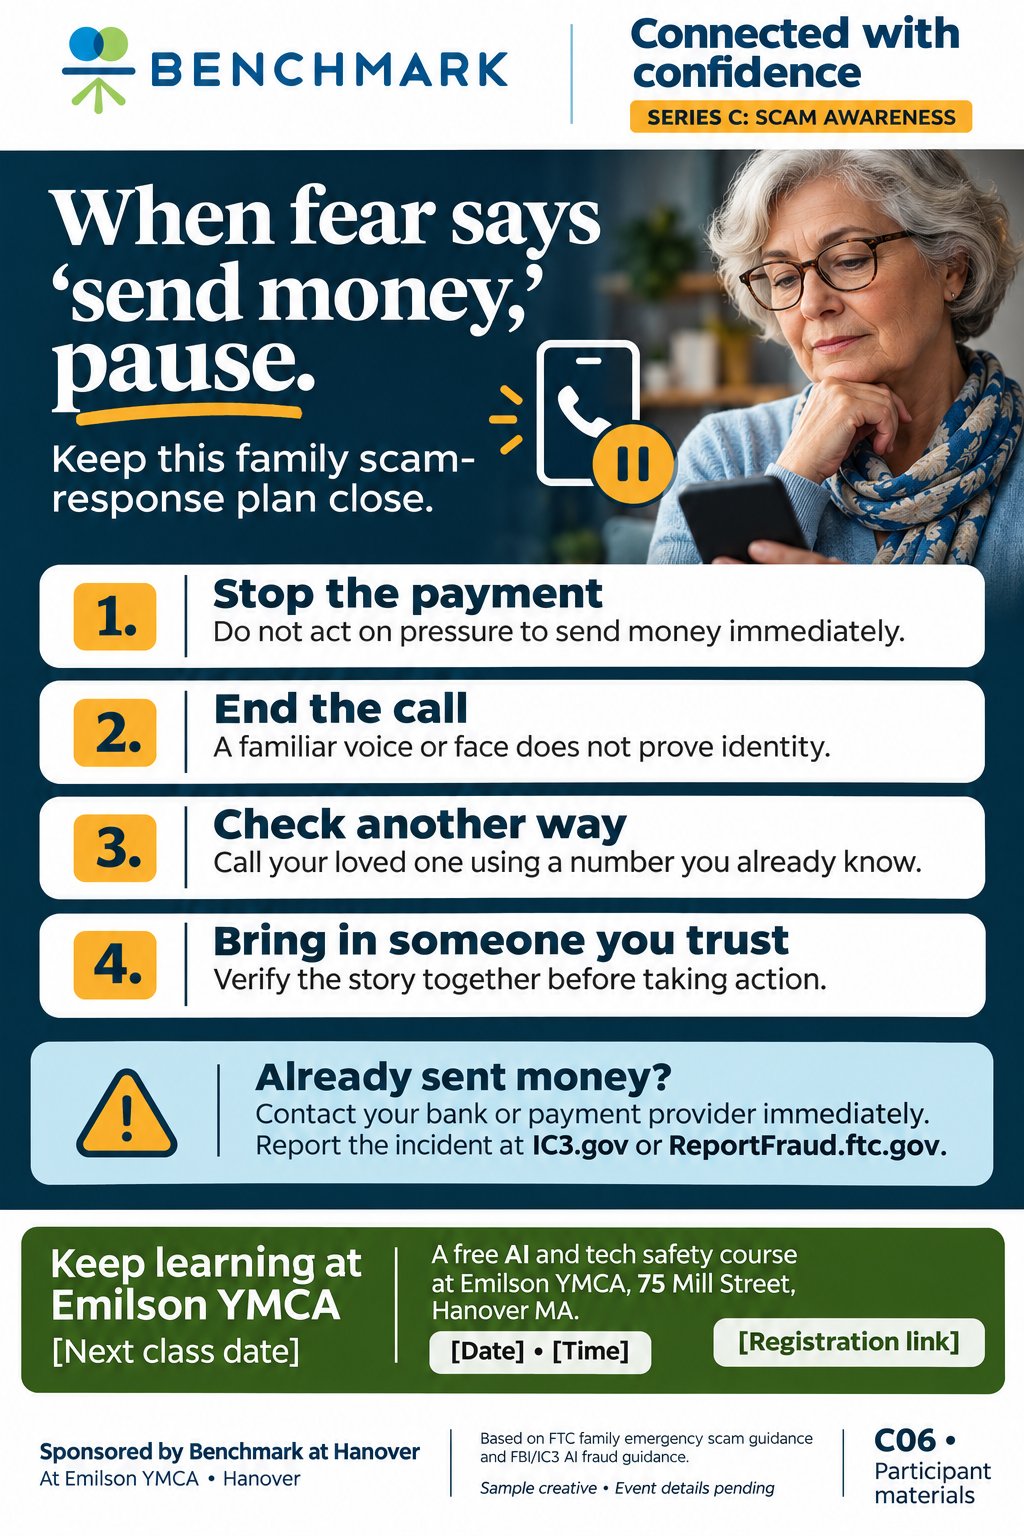 BENCHMARK
Connected with
confidence
SERIES C: SCAM AWARENESS
When fear says
‘send money,’
pause.
Keep this family scam-
response plan close.
1.
Stop the payment
Do not act on pressure to send money immediately.
2.
End the call
A familiar voice or face does not prove identity.
3.
Check another way
Call your loved one using a number you already know.
4.
Bring in someone you trust
Verify the story together before taking action.
Already sent money?
Contact your bank or payment provider immediately.
Report the incident at IC3.gov or ReportFraud.ftc.gov.
Keep learning at
Emilson YMCA
[Next class date]
A free AI and tech safety course
at Emilson YMCA, 75 Mill Street,
Hanover MA.
[Date] • [Time]
[Registration link]
Sponsored by Benchmark at Hanover
At Emilson YMCA • Hanover
Based on FTC family emergency scam guidance
and FBI/IC3 AI fraud guidance.
Sample creative • Event details pending
C06 •
Participant
materials